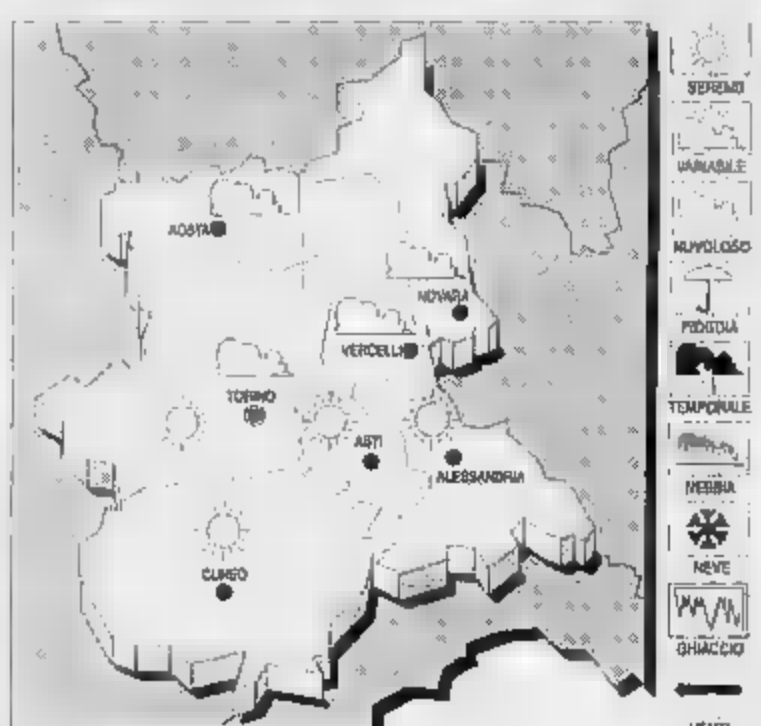 SERENO
VARIABILE
AOSTA
NUVOLOSO
NOVARA
PIOGGIA
VERCELLI
TORINO
TEMPORALE
ASTI
ALESSANDRIA
NEBBIA
CUNEO
NEVE
GHIACCIO